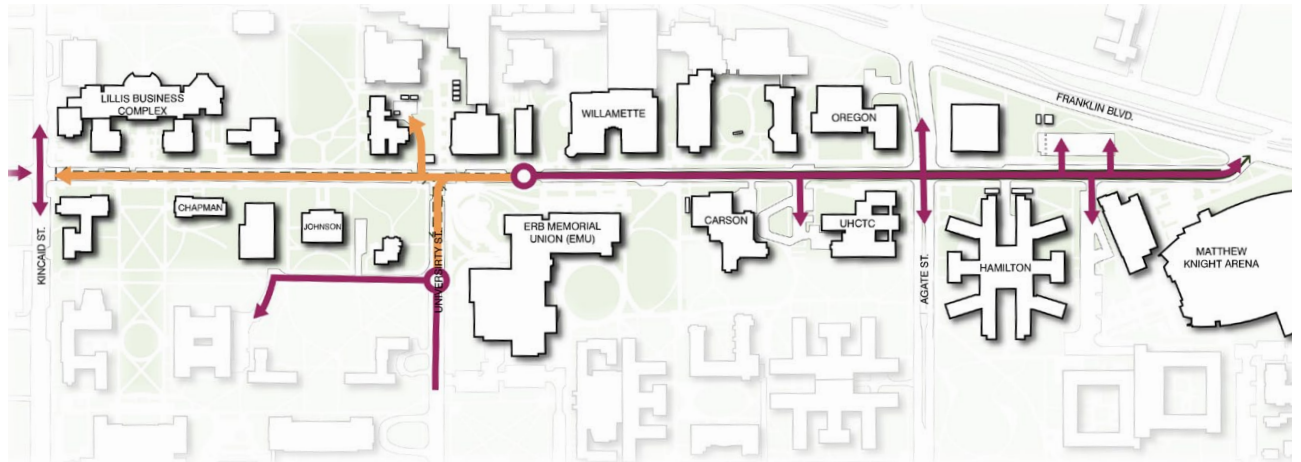 LILLIS BUSINESS
COMPLEX
WILLAMETTE
OREGON
FRANKLIN BLVD.
CHAPMAN
JOHNSON
ERB MEMORIAL
UNION (EMU)
CARSON
UHCTC
HAMILTON
MATTHEW
KNIGHT ARENA
KINCAID ST.
UNIVERSIRTY ST.
AGATE ST.